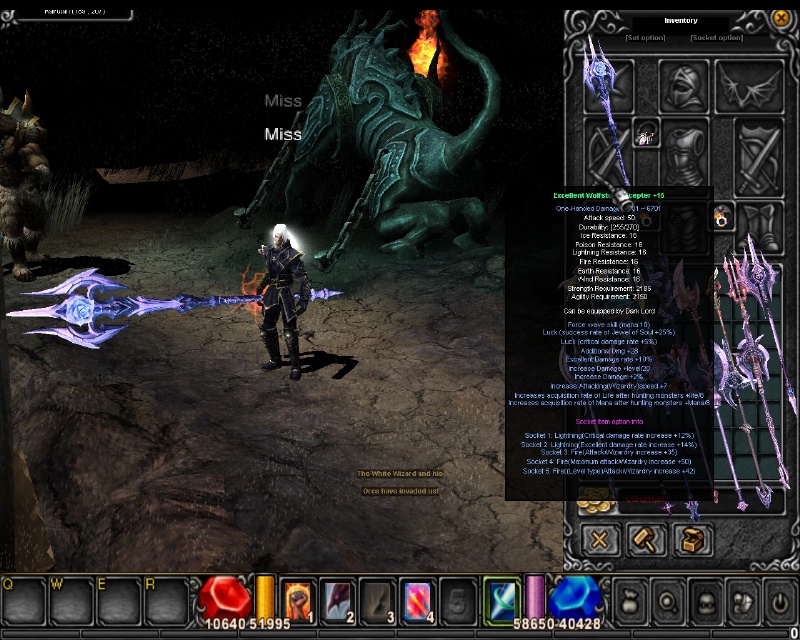 Inventory
[Set option] [Socket option]
Miss
Miss
Excellent
+15
One-Handed Damage
~ 6701
Attack speed: 50
Durability: [255/270]
Ice Resistance: 16
Poison Resistance: 16
Lightning Resistance: 16
Fire Resistance: 16
Earth Resistance: 16
Wind Resistance: 16
Strength Requirement: 2186
Agility Requirement: 2190
Can be equipped by Dark Lord
Force wave skill (mana:10)
Luck (success rate of Jewel of Soul +25%)
Luck (critical damage rate +5%)
Additional Dmg +28
Excellent Damage rate +10%
Increase Damage +level/20
Increase Damage +2%
Increase Attacking(Wizardry)speed +7
Increases acquisition rate of Life after hunting monsters +life/8
Increases acquisition rate of Mana after hunting monsters +Mana/8
Socket item option info
Socket 1: Lightning(Critical damage rate increase +12%)
Socket 2: Lightning(Excellent damage rate increase +14%)
Socket 3: Fire(Attack/Wizardry increase +35)
Socket 4: Fire(Maximum attack/Wizardry increase +50)
Socket 5: Fire(Level type)Attack/Wizardry increase +42)
The White Wizard and his
Orcs have invaded us!
Q W E R
1 2 3 4 5
10640 51995 58650 40428
0